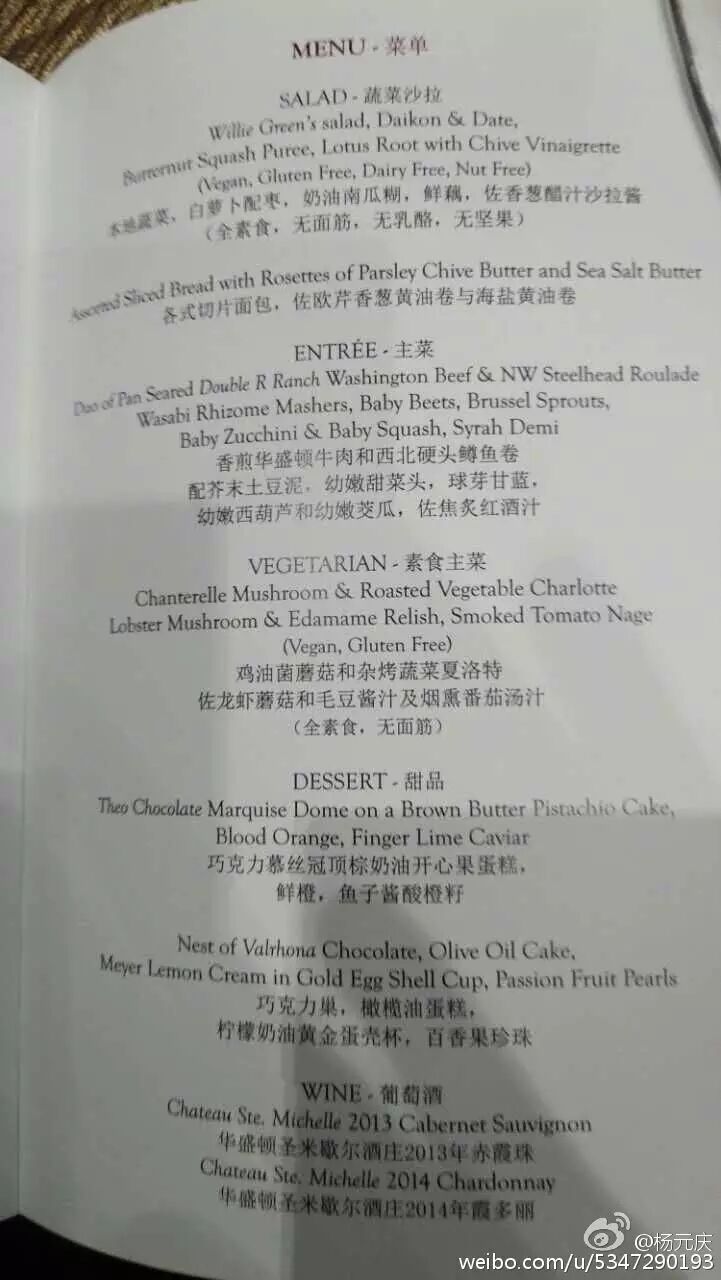 MENU - 菜单
SALAD - 蔬菜沙拉
Willie Green's salad, Daikon & Date,
Butternut Squash Puree, Lotus Root with Chive Vinaigrette
(Vegan, Gluten Free, Dairy Free, Nut Free)
本地蔬菜，白萝卜配枣，奶油南瓜糊，鲜藕，佐香葱醋汁沙拉酱
（全素食，无面筋，无乳酪，无坚果）
Assorted Sliced Bread with Rosettes of Parsley Chive Butter and Sea Salt Butter
各式切片面包，佐欧芹香葱黄油卷与海盐黄油卷
ENTRÉE - 主菜
Duo of Pan Seared Double R Ranch Washington Beef & NW Steelhead Roulade
Wasabi Rhizome Mashers, Baby Beets, Brussel Sprouts,
Baby Zucchini & Baby Squash, Syrah Demi
香煎华盛顿牛肉和西北硬头鳟鱼卷
配芥末土豆泥，幼嫩甜菜头，球芽甘蓝，
幼嫩西葫芦和幼嫩茭瓜，佐焦炙红酒汁
VEGETARIAN - 素食主菜
Chanterelle Mushroom & Roasted Vegetable Charlotte
Lobster Mushroom & Edamame Relish, Smoked Tomato Nage
(Vegan, Gluten Free)
鸡油菌蘑菇和杂烤蔬菜夏洛特
佐龙虾蘑菇和毛豆酱汁及烟熏番茄汤汁
（全素食，无面筋）
DESSERT - 甜品
Theo Chocolate Marquise Dome on a Brown Butter Pistachio Cake,
Blood Orange, Finger Lime Caviar
巧克力慕丝冠顶棕奶油开心果蛋糕，
鲜橙，鱼子酱酸橙籽
Nest of Valrhona Chocolate, Olive Oil Cake,
Meyer Lemon Cream in Gold Egg Shell Cup, Passion Fruit Pearls
巧克力巢，橄榄油蛋糕，
柠檬奶油黄金蛋壳杯，百香果珍珠
WINE - 葡萄酒
Chateau Ste. Michelle 2013 Cabernet Sauvignon
华盛顿圣米歇尔酒庄2013年赤霞珠
Chateau Ste. Michelle 2014 Chardonnay
华盛顿圣米歇尔酒庄2014年霞多丽
@杨元庆
weibo.com/u/5347290193